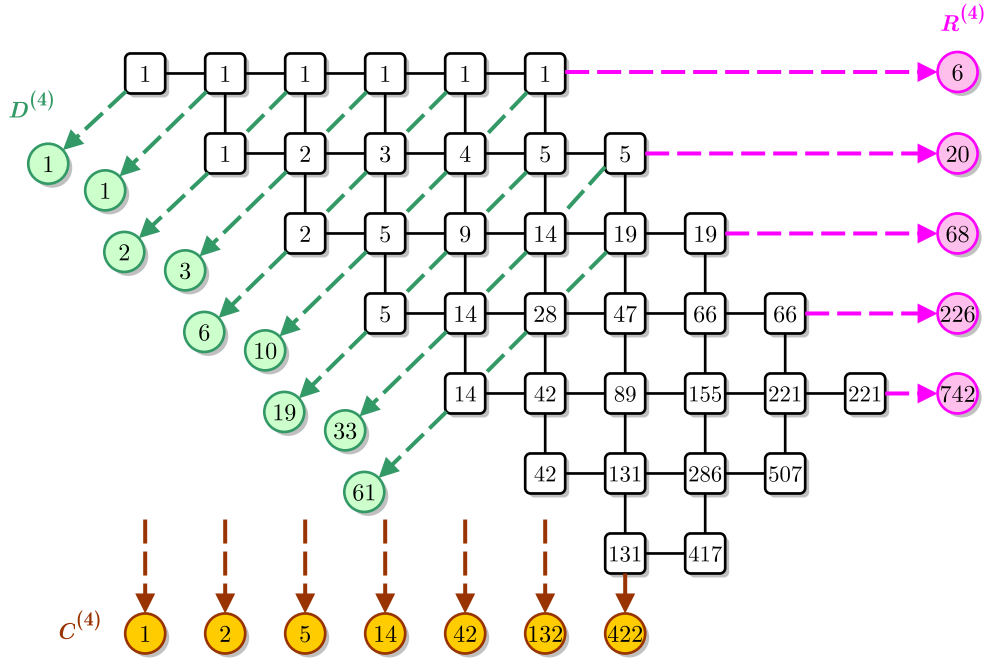 R^{(4)}
1 1 1 1 1 1 6
D^{(4)}
1 1 2 3 4 5 5 20
1
2 2 5 9 14 19 19 68
3
6 5 14 28 47 66 66 226
10
19 14 42 89 155 221 221 742
33
61 42 131 286 507
131 417
C^{(4)} 1 2 5 14 42 132 422